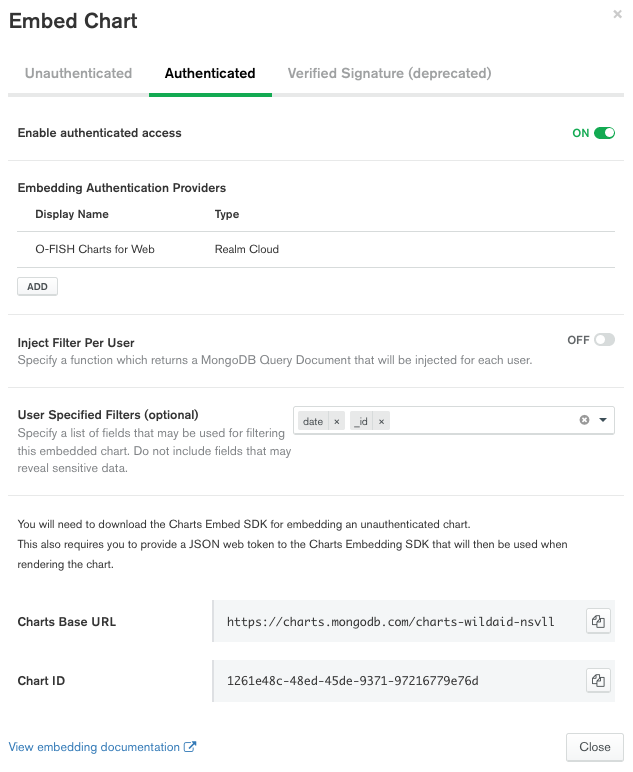 Embed Chart
×
Unauthenticated
Authenticated
Verified Signature (deprecated)
Enable authenticated access
ON
Embedding Authentication Providers
Display Name
Type
O-FISH Charts for Web
Realm Cloud
ADD
Inject Filter Per User
OFF
Specify a function which returns a MongoDB Query Document that will be injected for each user.
User Specified Filters (optional)
Specify a list of fields that may be used for filtering
this embedded chart. Do not include fields that may
reveal sensitive data.
date × _id ×
You will need to download the Charts Embed SDK for embedding an unauthenticated chart.
This also requires you to provide a JSON web token to the Charts Embedding SDK that will then be used when
rendering the chart.
Charts Base URL
https://charts.mongodb.com/charts-wildaid-nsvll
Chart ID
1261e48c-48ed-45de-9371-97216779e76d
View embedding documentation
Close